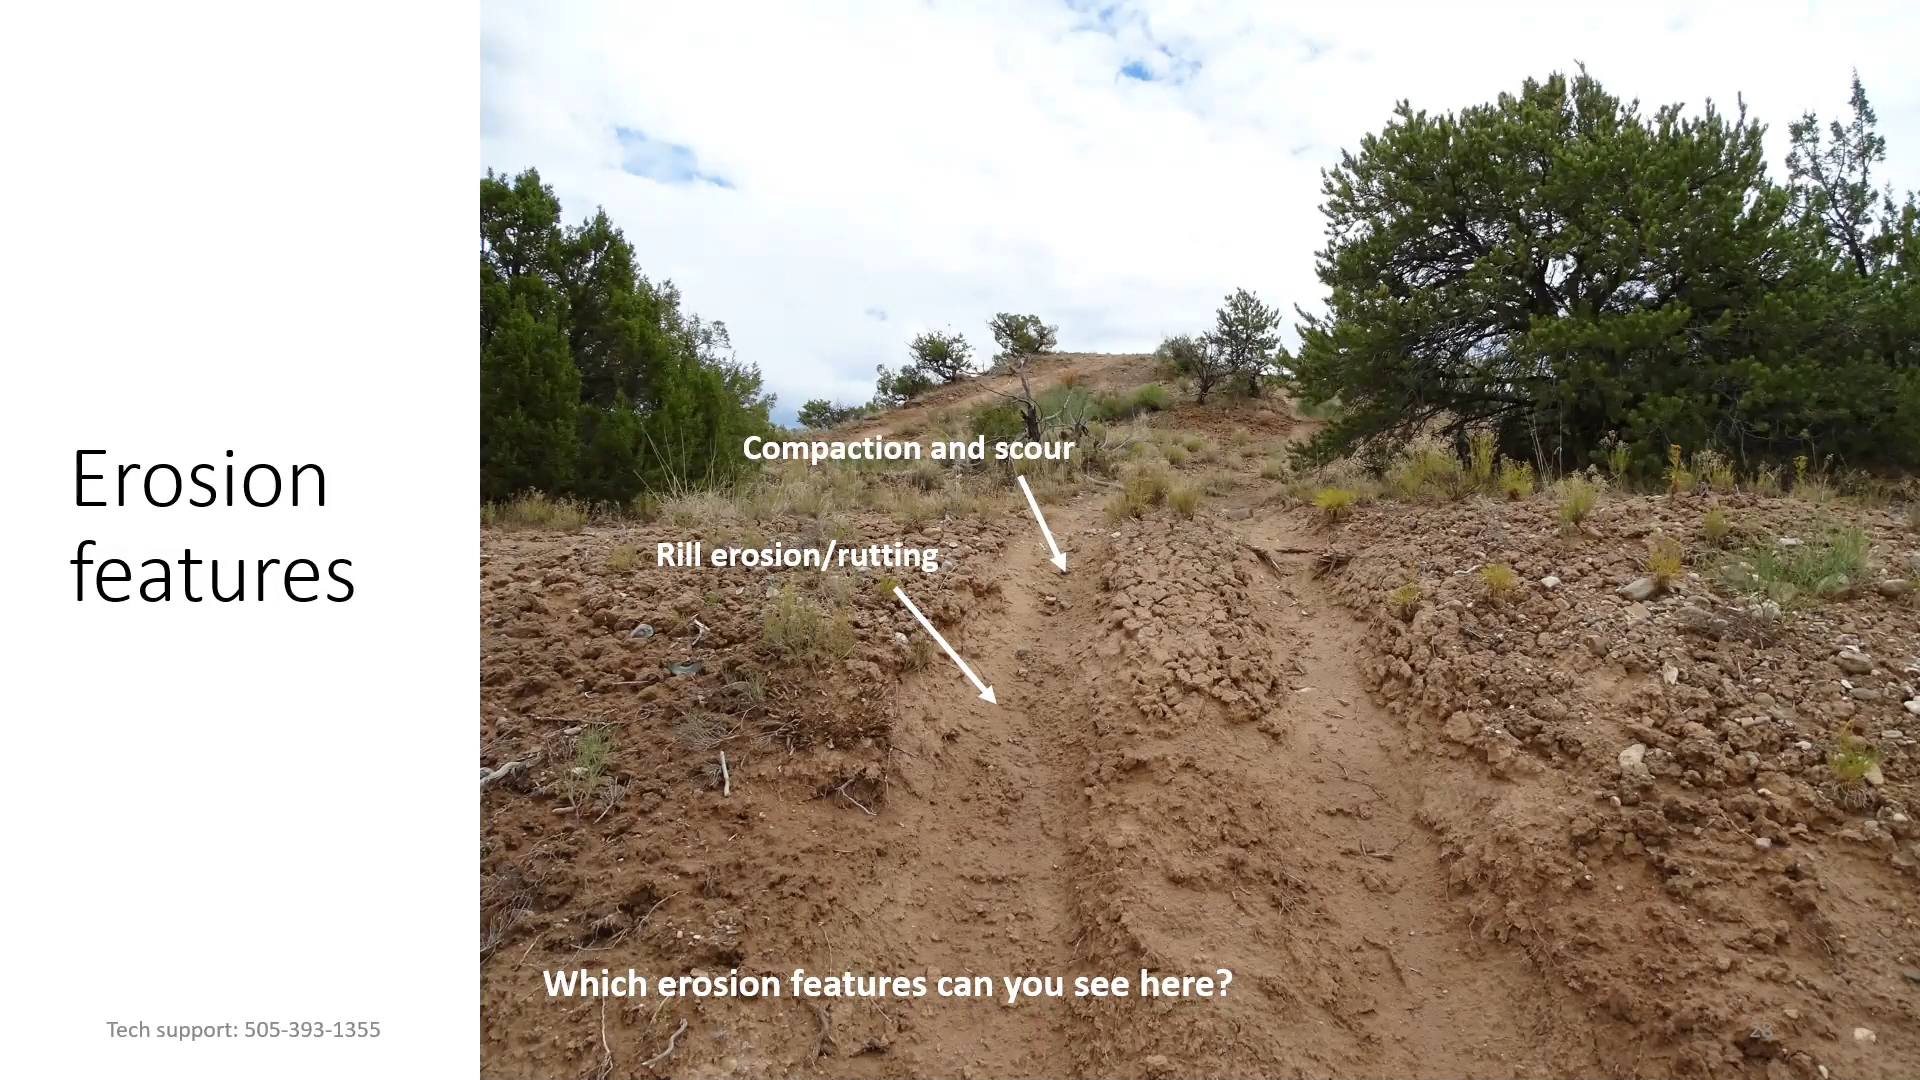 Erosion
features
Compaction and scour
Rill erosion/rutting
Which erosion features can you see here?
Tech support: 505-393-1355
28